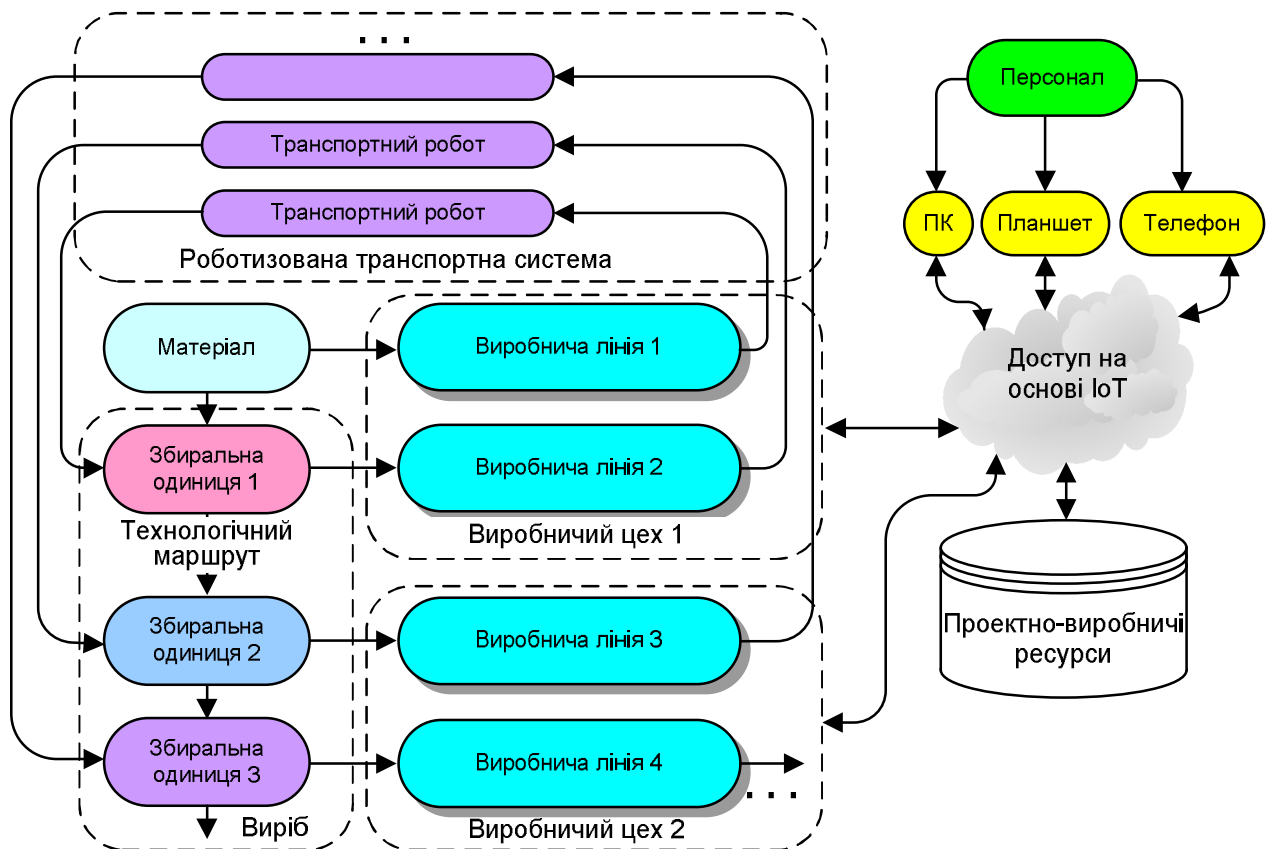 . . .
Транспортний робот
Транспортний робот
Роботизована транспортна система
Матеріал
Виробнича лінія 1
Збиральна
одиниця 1
Виробнича лінія 2
Виробничий цех 1
Технологічний
маршрут
Збиральна
одиниця 2
Виробнича лінія 3
Збиральна
одиниця 3
Виробнича лінія 4
. . .
Виріб
Виробничий цех 2
Персонал
ПК
Планшет
Телефон
Доступ на
основі IoT
Проектно-виробничі
ресурси